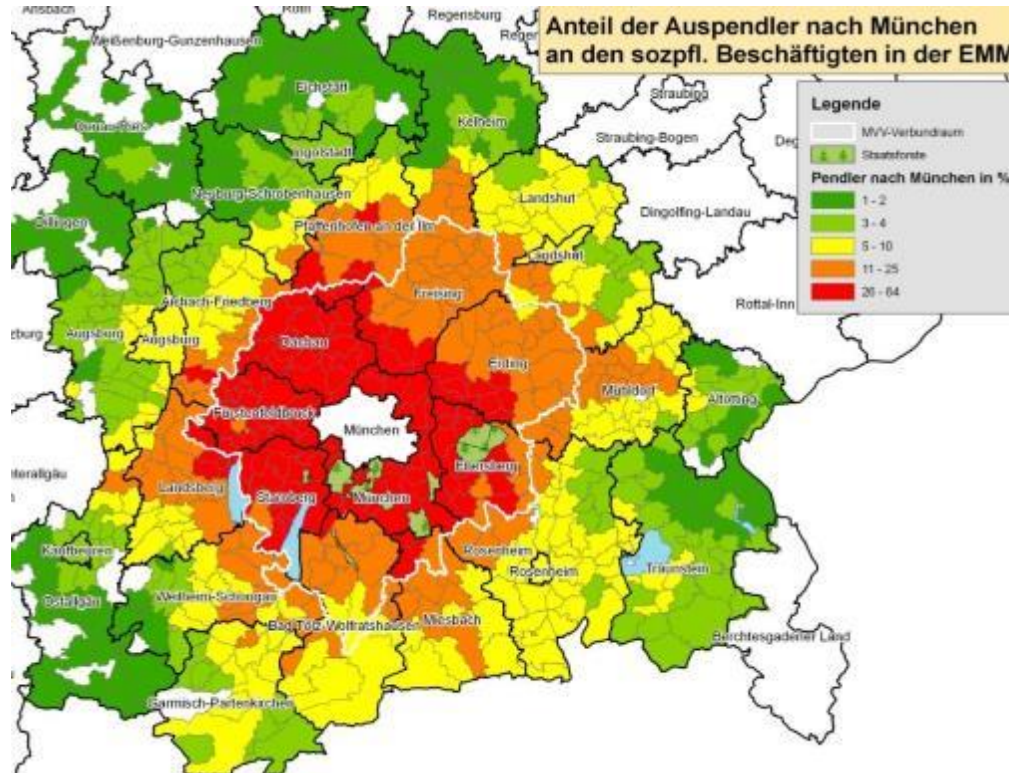 Ansbach
Roth
Regensburg
Anteil der Auspendler nach München
an den sozpfl. Beschäftigten in der EMM
Weißenburg-Gunzenhausen
Eichstätt
Straubing
Kelheim
Straubing-Bogen
Legende
MVV-Verbundraum
Staatsforste
Pendler nach München in %
1 - 2
3 - 4
5 - 10
11 - 25
26 - 64
Ingolstadt
Neuburg-Schrobenhausen
Landshut
Dingolfing-Landau
Dillingen
Pfaffenhofen an der Ilm
Landshut
Rottal-Inn
Freising
Aichach-Friedberg
Augsburg
Augsburg
Dachau
Erding
Mühldorf
Altötting
Fürstenfeldbruck
München
Ebersberg
Landsberg
Starnberg
München
Kaufbeuren
Rosenheim
Rosenheim
Traunstein
Ostallgäu
Weilheim-Schongau
Bad Tölz-Wolfratshausen
Miesbach
Berchtesgadener Land
Garmisch-Partenkirchen